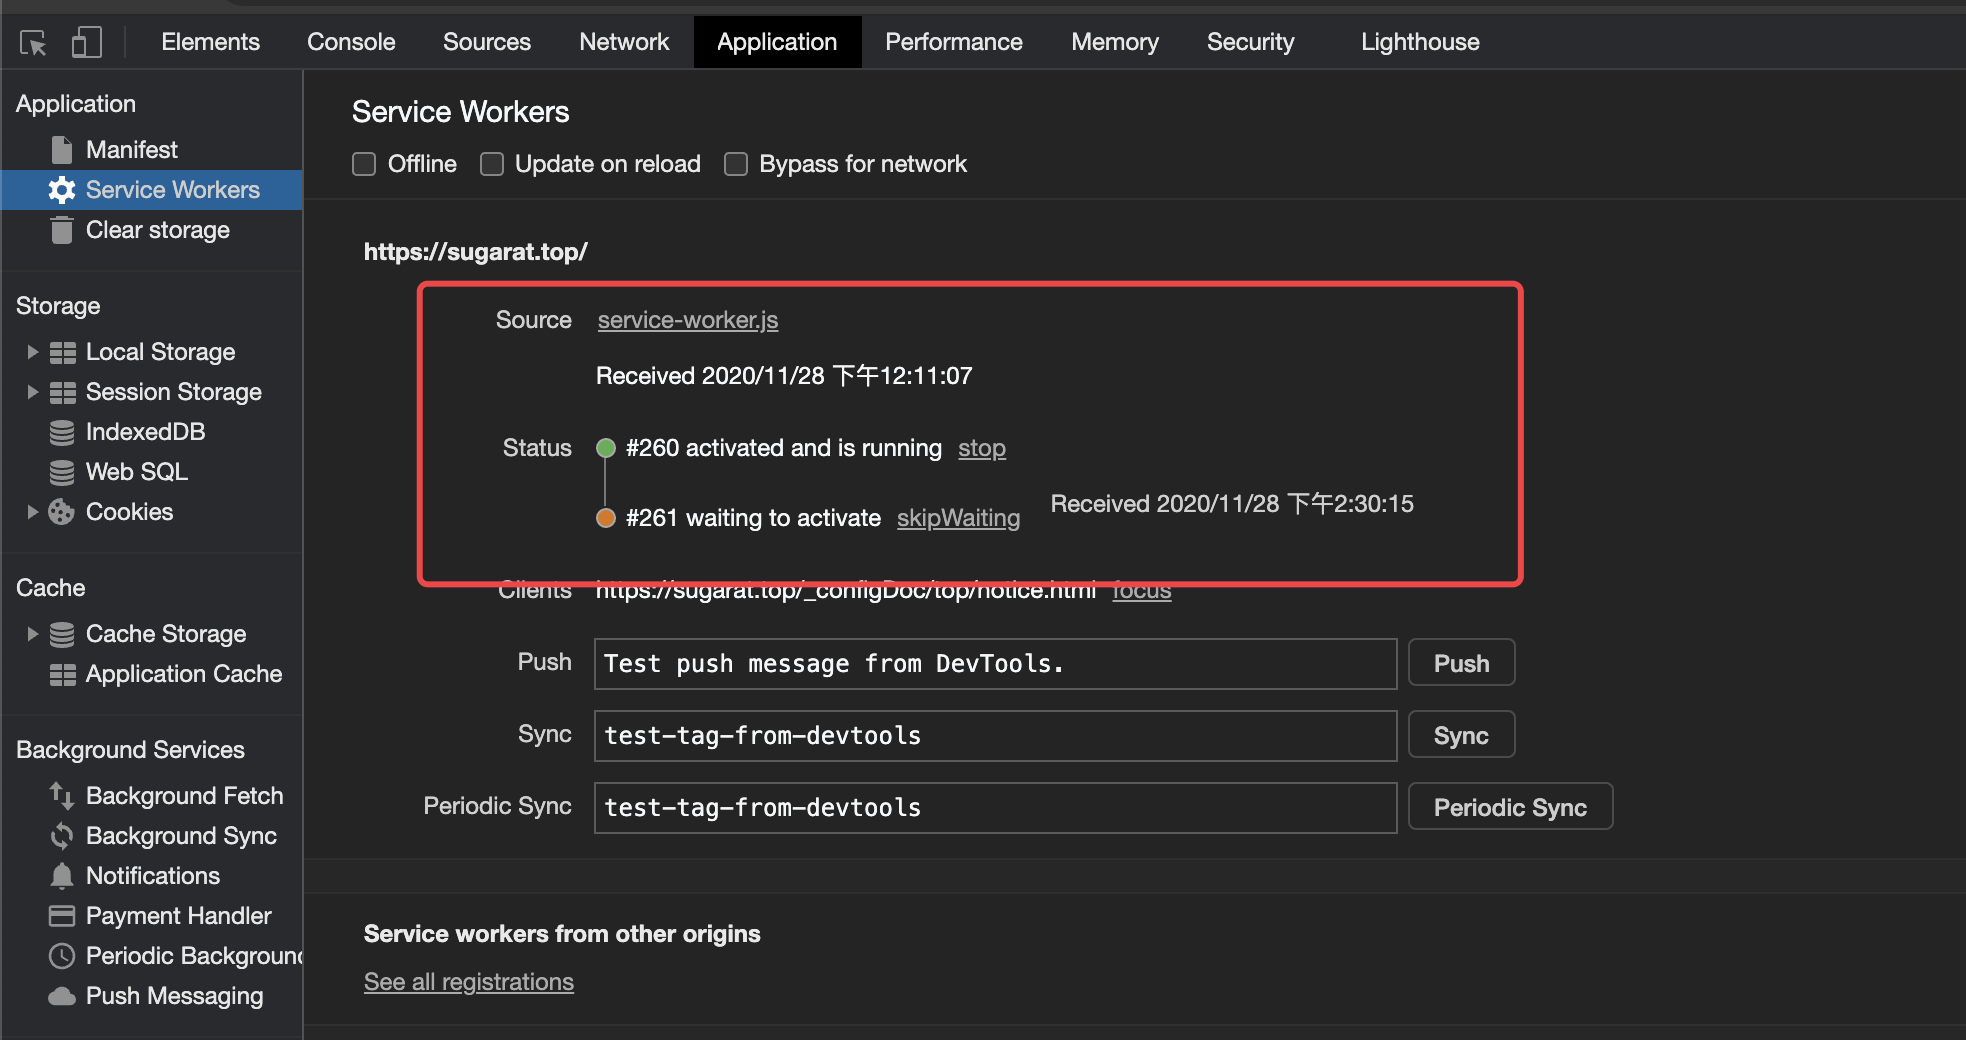 Elements Console Sources Network Application Performance Memory Security Lighthouse
Application
Manifest
Service Workers
Clear storage
Storage
Local Storage
Session Storage
IndexedDB
Web SQL
Cookies
Cache
Cache Storage
Application Cache
Background Services
Background Fetch
Background Sync
Notifications
Payment Handler
Periodic Background
Push Messaging
Service Workers
Offline Update on reload Bypass for network
https://sugarat.top/
Source service-worker.js
Received 2020/11/28 下午12:11:07
Status #260 activated and is running stop
#261 waiting to activate skipWaiting Received 2020/11/28 下午2:30:15
Clients https://sugarat.top/_configDoc/top/notice.html focus
Push Test push message from DevTools. Push
Sync test-tag-from-devtools Sync
Periodic Sync test-tag-from-devtools Periodic Sync
Service workers from other origins
See all registrations